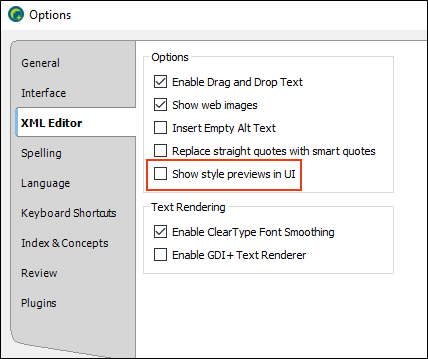 Options
General
Interface
XML Editor
Spelling
Language
Keyboard Shortcuts
Index & Concepts
Review
Plugins
Options
Enable Drag and Drop Text
Show web images
Insert Empty Alt Text
Replace straight quotes with smart quotes
Show style previews in UI
Text Rendering
Enable ClearType Font Smoothing
Enable GDI+ Text Renderer